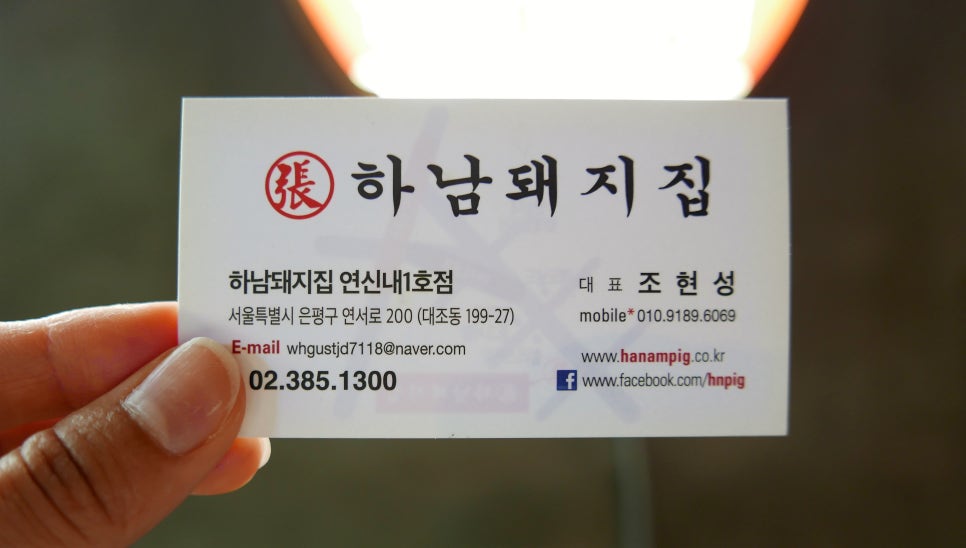 張 하남돼지집
하남돼지집 연신내1호점
서울특별시 은평구 연서로 200 (대조동 199-27)
E-mail whgustjd7118@naver.com
02.385.1300
대 표 조 현 성
mobile* 010.9189.6069
www.hanampig.co.kr
f www.facebook.com/hnpig